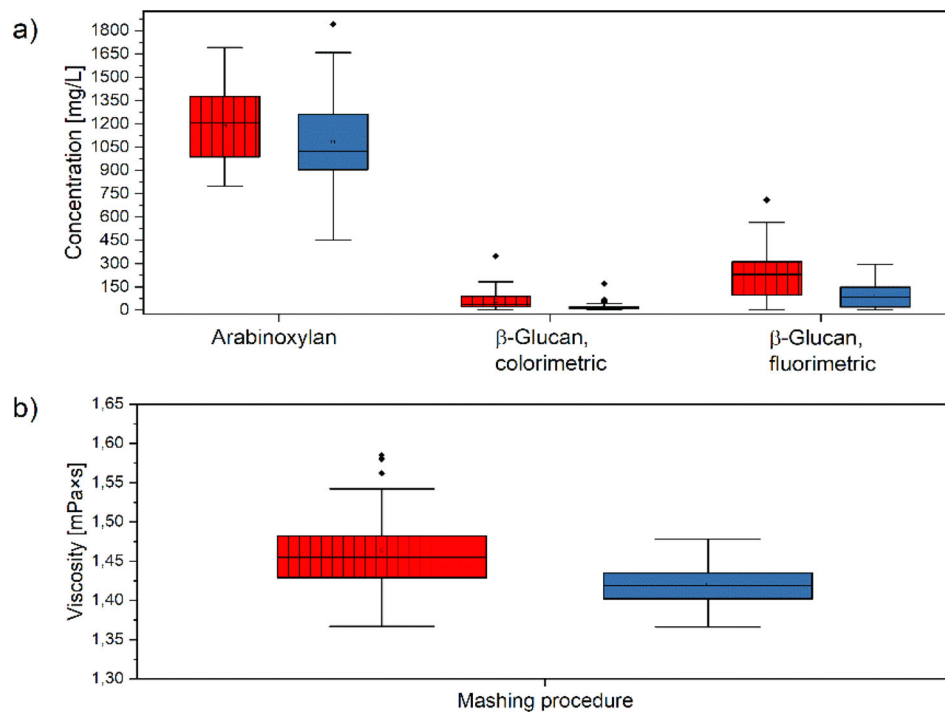 a)
Concentration [mg/L]
1800
1650
1500
1350
1200
1050
900
750
600
450
300
150
0
Arabinoxylan
β-Glucan,
colorimetric
β-Glucan,
fluorimetric
b)
Viscosity [mPa×s]
1,65
1,60
1,55
1,50
1,45
1,40
1,35
1,30
Mashing procedure